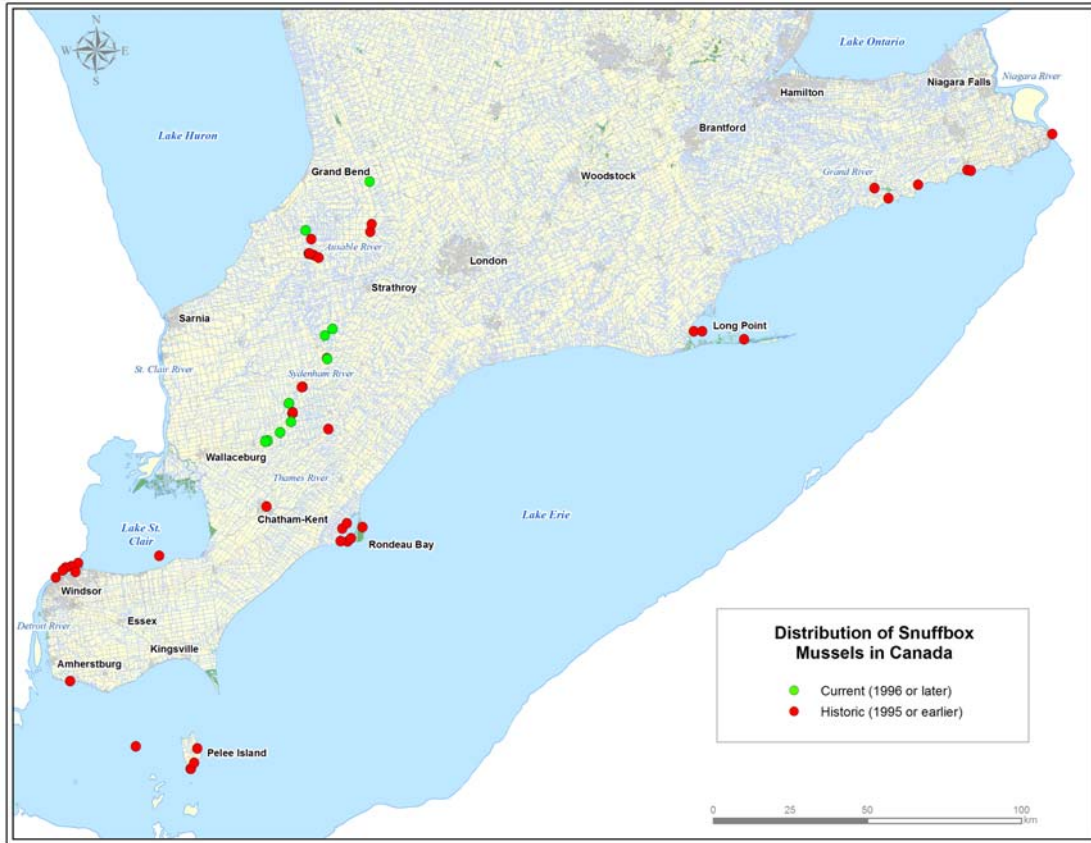 N
W
E
S
Lake Ontario
Niagara River
Niagara Falls
Hamilton
Lake Huron
Brantford
Grand Bend
Woodstock
Grand River
Ausable River
London
Strathroy
Sarnia
Long Point
St. Clair River
Sydenham River
Wallaceburg
Thames River
Chatham-Kent
Lake Erie
Lake St.
Clair
Rondeau Bay
Windsor
Essex
Detroit River
Kingsville
Amherstburg
Pelee Island
Distribution of Snuffbox
Mussels in Canada
Current (1996 or later)
Historic (1995 or earlier)
0 25 50 100
km